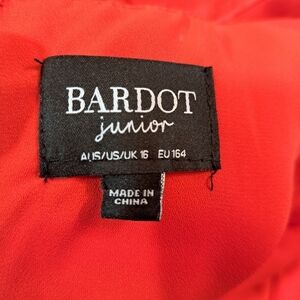 BARDOT
junior
AUS/US/UK 16 EU 164
MADE IN
CHINA